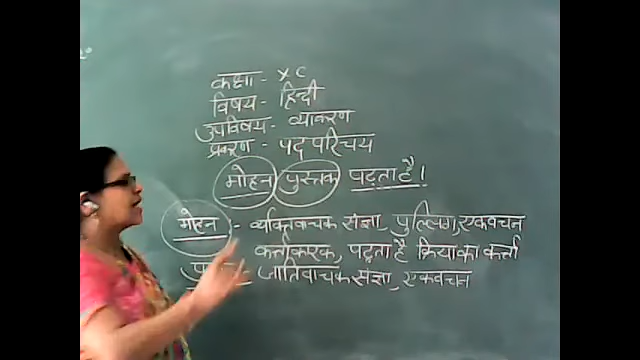 कक्षा - X C
विषय - हिन्दी
उपविषय - व्याकरण
प्रकरण - पद परिचय
मोहन पुस्तक पढ़ता है।
मोहन :- व्यक्तिवाचक संज्ञा, पुल्लिंग, एकवचन
कर्त्ताकारक, पढ़ता है क्रिया का कर्त्ता
जातिवाचक संज्ञा, एकवचन